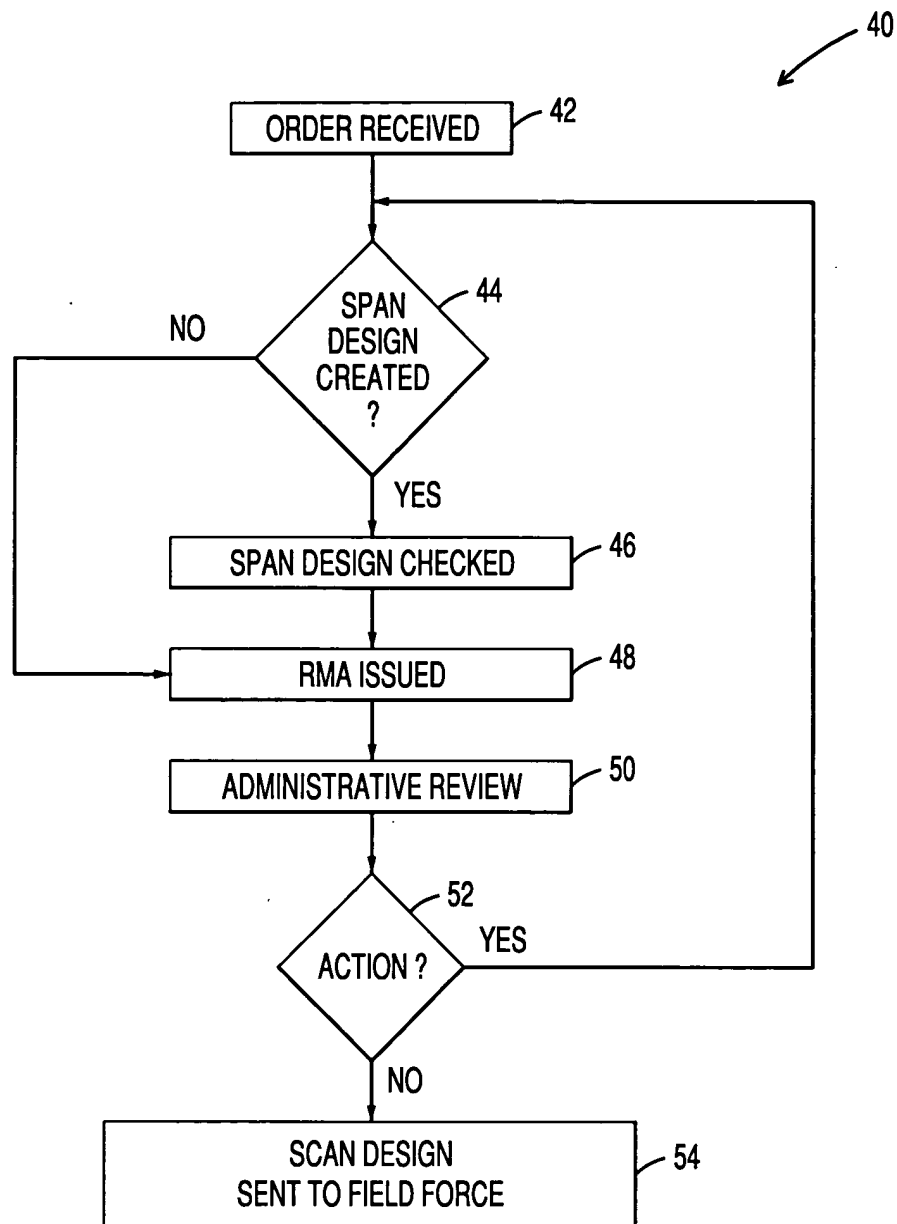 40
ORDER RECEIVED
42
44
SPAN
DESIGN
CREATED
?
NO
YES
SPAN DESIGN CHECKED
46
RMA ISSUED
48
ADMINISTRATIVE REVIEW
50
52
ACTION ?
YES
NO
SCAN DESIGN
SENT TO FIELD FORCE
54